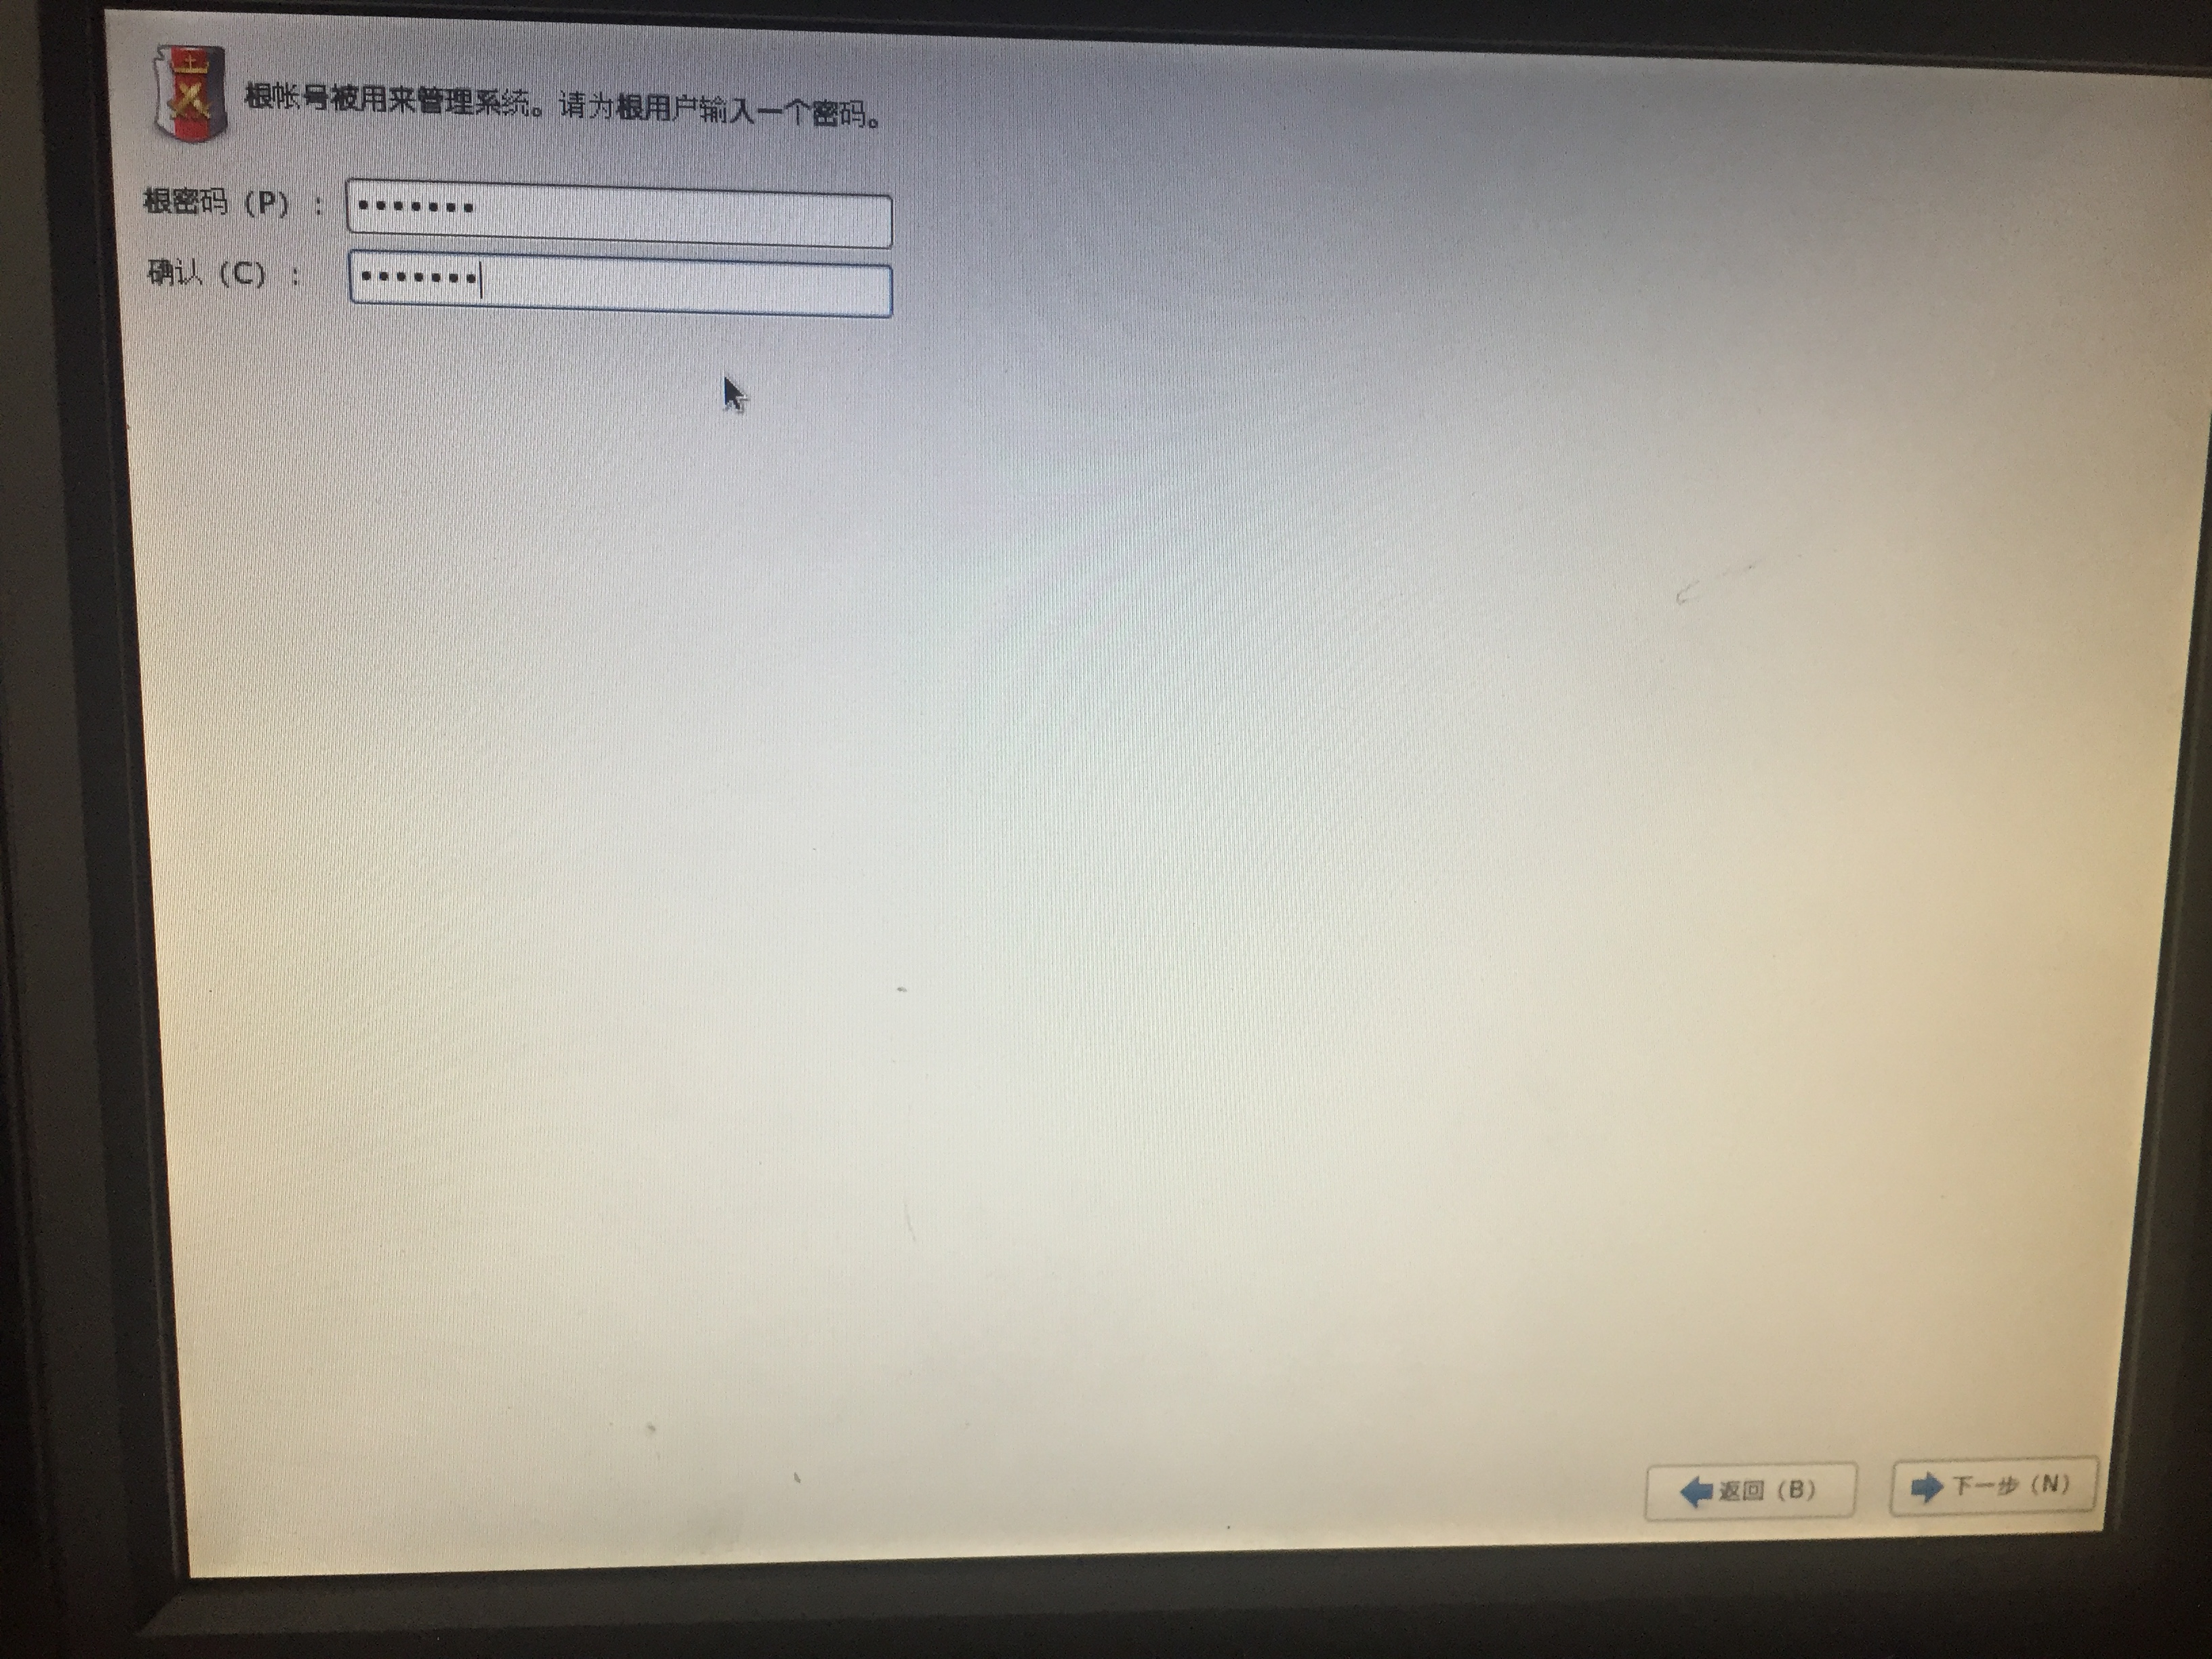 根帐号被用来管理系统。请为根用户输入一个密码。
根密码（P）：•••••••
确认（C）：•••••••
返回（B）
下一步（N）